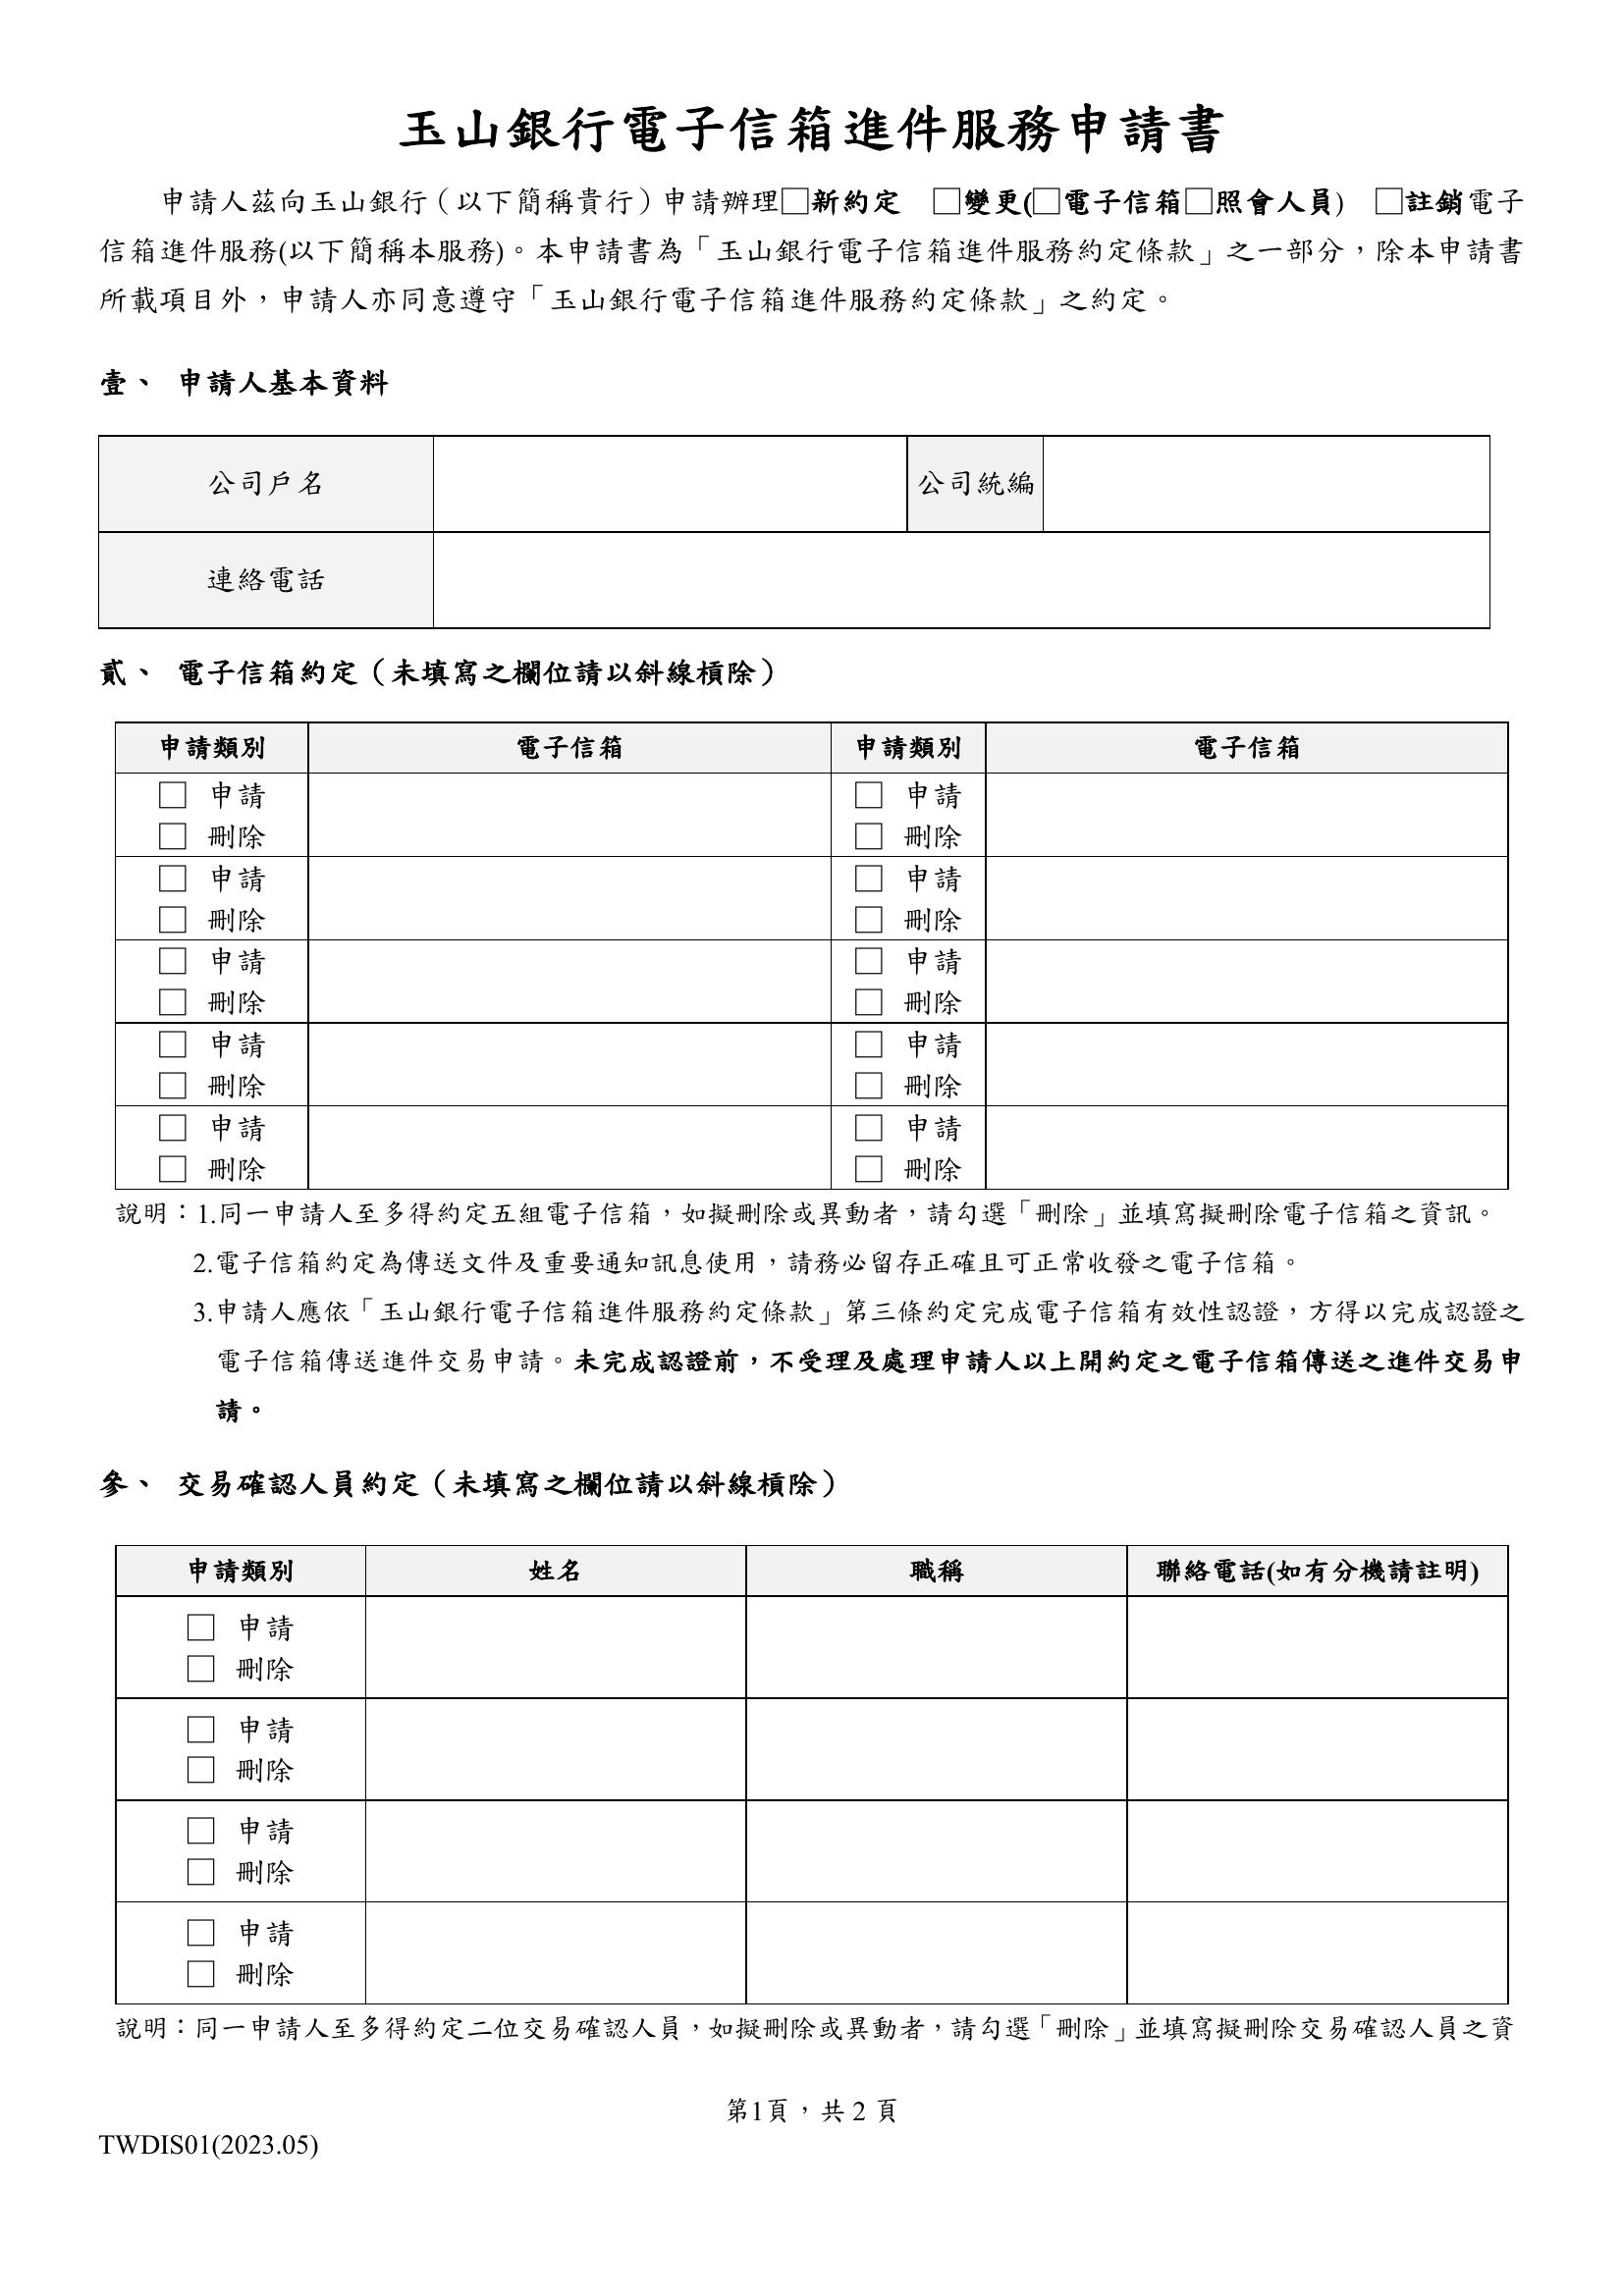 玉山銀行電子信箱進件服務申請書
申請人茲向玉山銀行（以下簡稱貴行）申請辦理□新約定　□變更(□電子信箱□照會人員)　□註銷電子
信箱進件服務(以下簡稱本服務)。本申請書為「玉山銀行電子信箱進件服務約定條款」之一部分，除本申請書
所載項目外，申請人亦同意遵守「玉山銀行電子信箱進件服務約定條款」之約定。
壹、 申請人基本資料
公司戶名 公司統編
連絡電話
貳、 電子信箱約定（未填寫之欄位請以斜線槓除）
申請類別 電子信箱 申請類別 電子信箱
□ 申請 □ 申請
□ 刪除 □ 刪除
□ 申請 □ 申請
□ 刪除 □ 刪除
□ 申請 □ 申請
□ 刪除 □ 刪除
□ 申請 □ 申請
□ 刪除 □ 刪除
□ 申請 □ 申請
□ 刪除 □ 刪除
說明：1.同一申請人至多得約定五組電子信箱，如擬刪除或異動者，請勾選「刪除」並填寫擬刪除電子信箱之資訊。
2.電子信箱約定為傳送文件及重要通知訊息使用，請務必留存正確且可正常收發之電子信箱。
3.申請人應依「玉山銀行電子信箱進件服務約定條款」第三條約定完成電子信箱有效性認證，方得以完成認證之
電子信箱傳送進件交易申請。未完成認證前，不受理及處理申請人以上開約定之電子信箱傳送之進件交易申
請。
參、 交易確認人員約定（未填寫之欄位請以斜線槓除）
申請類別 姓名 職稱 聯絡電話(如有分機請註明)
□ 申請
□ 刪除
□ 申請
□ 刪除
□ 申請
□ 刪除
□ 申請
□ 刪除
說明：同一申請人至多得約定二位交易確認人員，如擬刪除或異動者，請勾選「刪除」並填寫擬刪除交易確認人員之資
第1頁，共 2 頁
TWDIS01(2023.05)